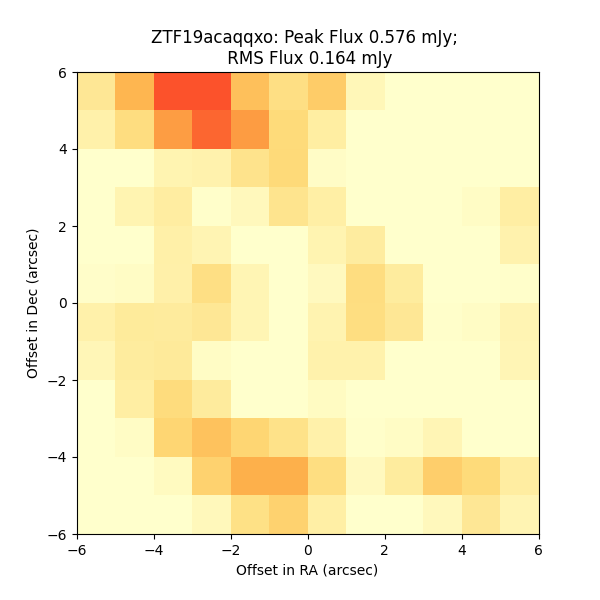 ZTF19acaqqxo: Peak Flux 0.576 mJy;
RMS Flux 0.164 mJy
6
4
2
0
−2
−4
−6
Offset in Dec (arcsec)
−6 −4 −2 0 2 4 6
Offset in RA (arcsec)